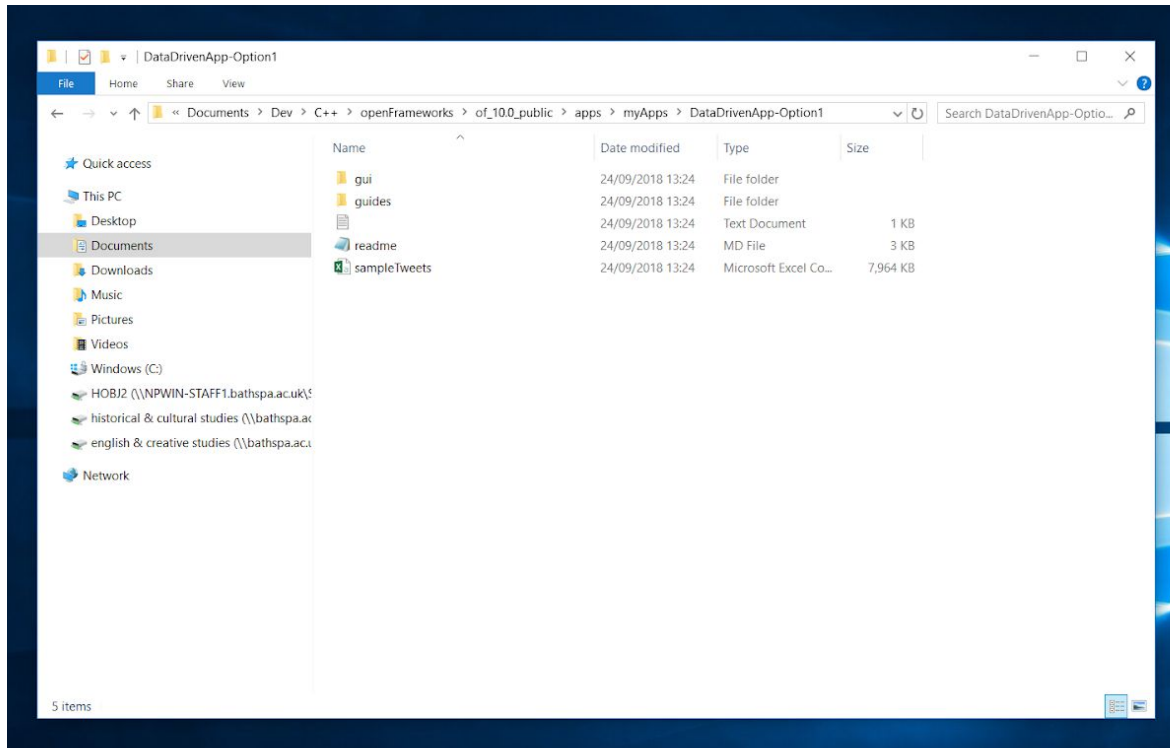 DataDrivenApp-Option1
File Home Share View
« Documents > Dev > C++ > openFrameworks > of_10.0_public > apps > myApps > DataDrivenApp-Option1
Search DataDrivenApp-Optio...
Name Date modified Type Size
Quick access
This PC
Desktop
Documents
Downloads
Music
Pictures
Videos
Windows (C:)
HOBJ2 (\\NPWIN-STAFF1.bathspa.ac.uk\
historical & cultural studies (\\bathspa.ac
english & creative studies (\\bathspa.ac.u
Network
gui 24/09/2018 13:24 File folder
guides 24/09/2018 13:24 File folder
24/09/2018 13:24 Text Document 1 KB
readme 24/09/2018 13:24 MD File 3 KB
sampleTweets 24/09/2018 13:24 Microsoft Excel Co... 7,964 KB
5 items